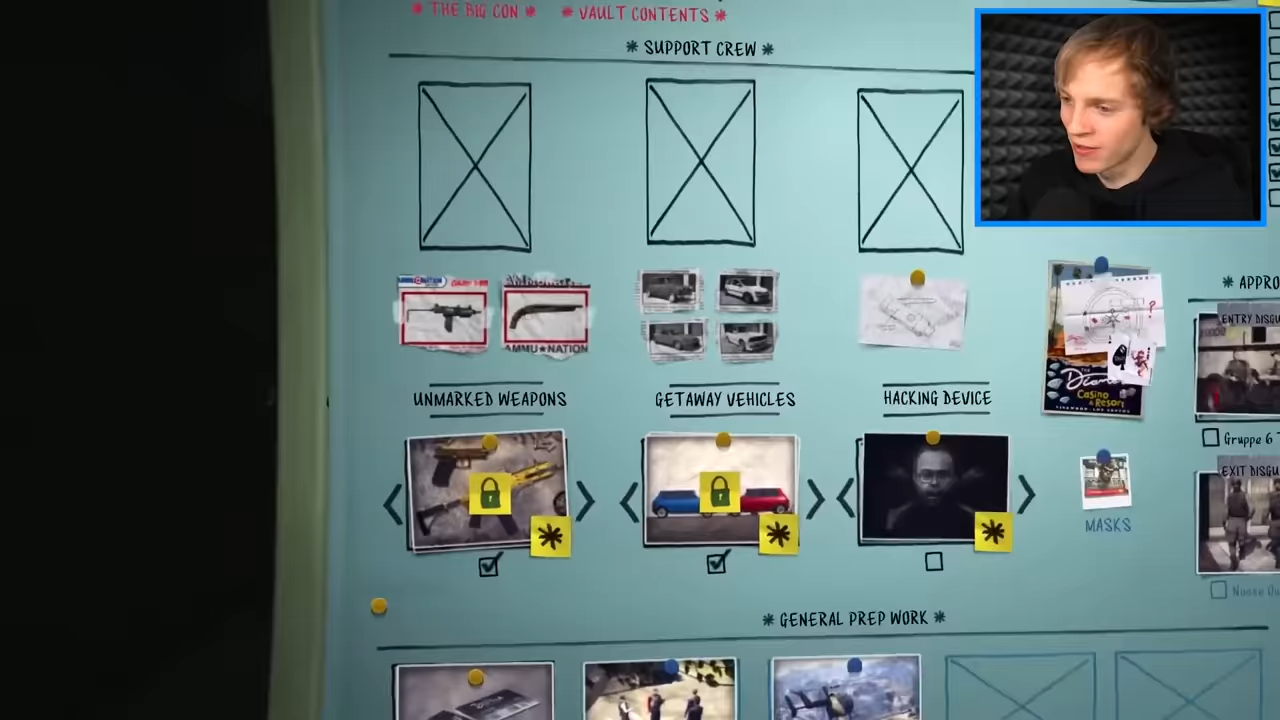 * THE BIG CON * * VAULT CONTENTS *
* SUPPORT CREW *
AMMU★NATION
* APPRO
ENTRY DISGU
UNMARKED WEAPONS
GETAWAY VEHICLES
HACKING DEVICE
The
Casino
& Resort
Gruppe 6
EXIT DISGU
MASKS
* GENERAL PREP WORK *